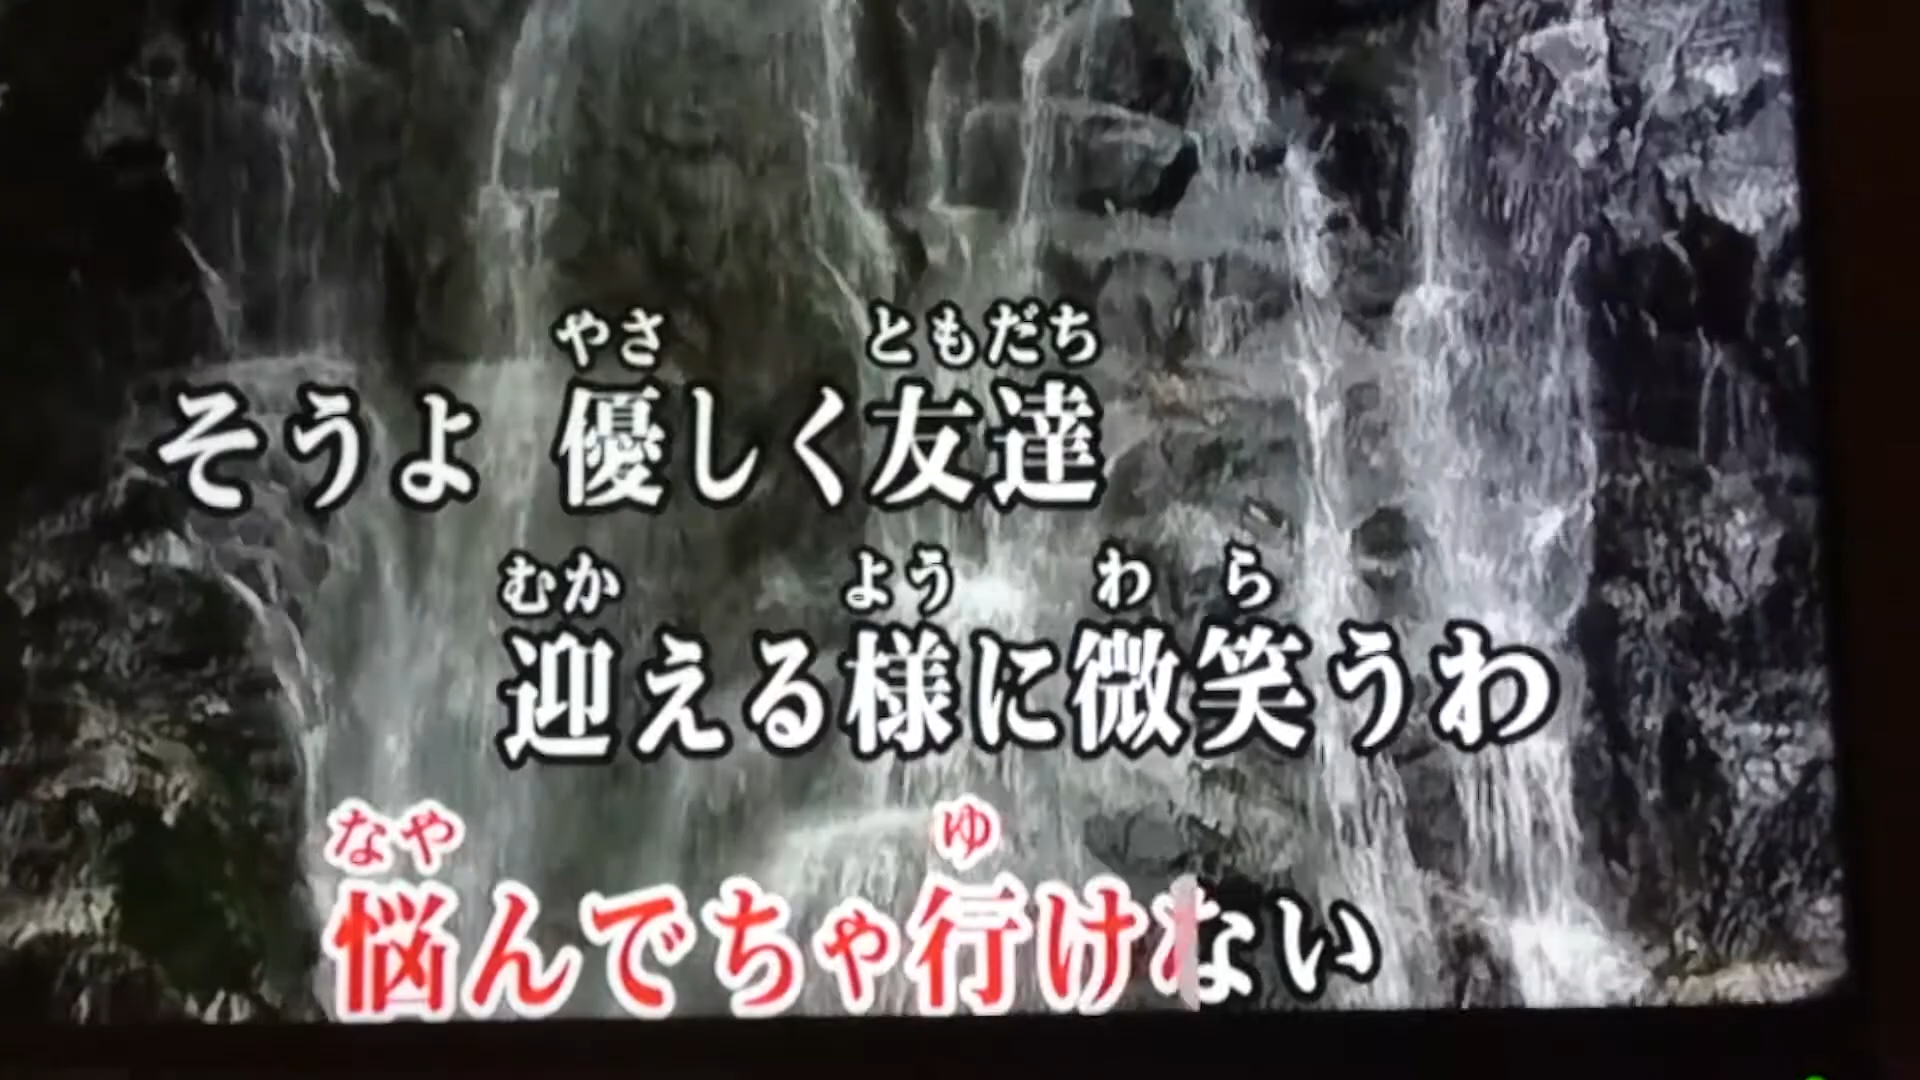 やさ ともだち
そうよ 優しく友達
むか よう わ ら
迎える様に微笑うわ
なや ゆ
悩んでちゃ行けない